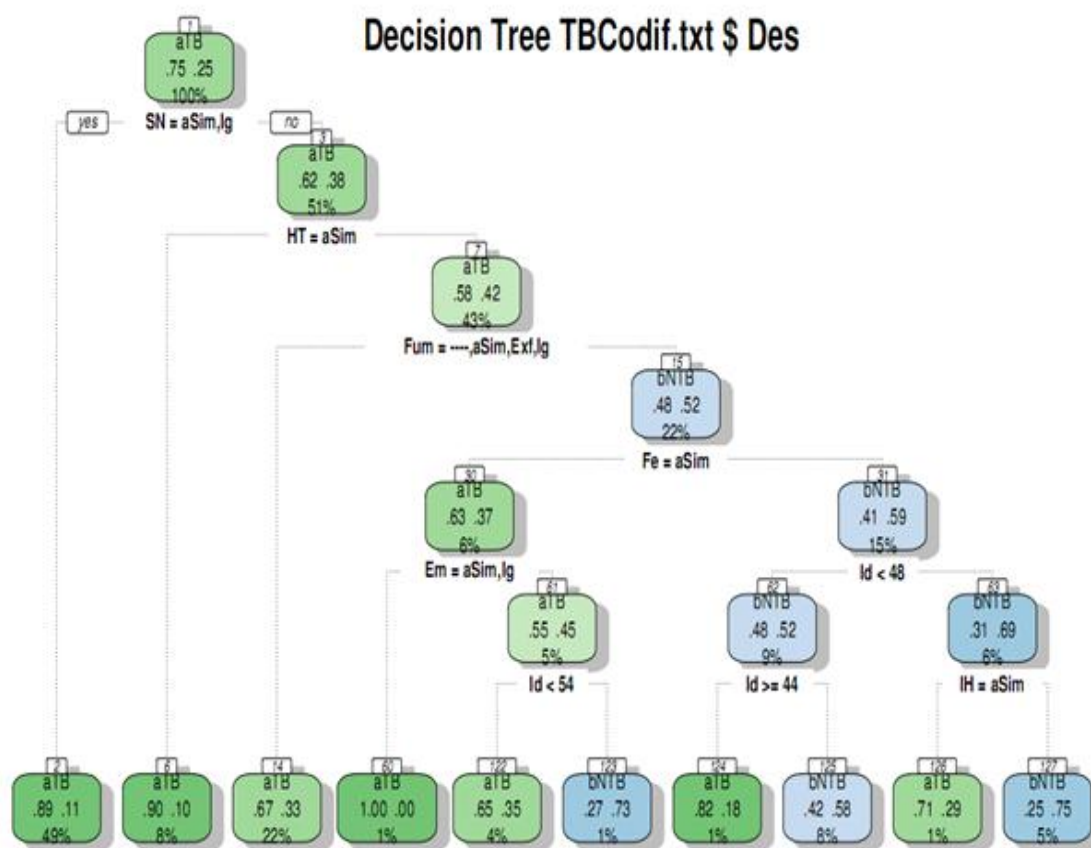 Decision Tree TBCodif.txt $ Des
1
aTB
.75 .25
100%
yes
SN = aSim,Ig
no
3
aTB
.62 .38
51%
HT = aSim
7
aTB
.58 .42
43%
Fum = ----,aSim,Exf,Ig
15
bNTB
.48 .52
22%
Fe = aSim
30
aTB
.63 .37
6%
Em = aSim,Ig
31
bNTB
.41 .59
15%
Id < 48
61
aTB
.55 .45
5%
Id < 54
62
bNTB
.48 .52
9%
Id >= 44
63
bNTB
.31 .69
6%
IH = aSim
2
aTB
.89 .11
49%
6
aTB
.90 .10
8%
14
aTB
.67 .33
22%
60
aTB
1.00 .00
1%
122
aTB
.65 .35
4%
123
bNTB
.27 .73
1%
124
aTB
.82 .18
1%
125
bNTB
.42 .58
8%
126
aTB
.71 .29
1%
127
bNTB
.25 .75
5%